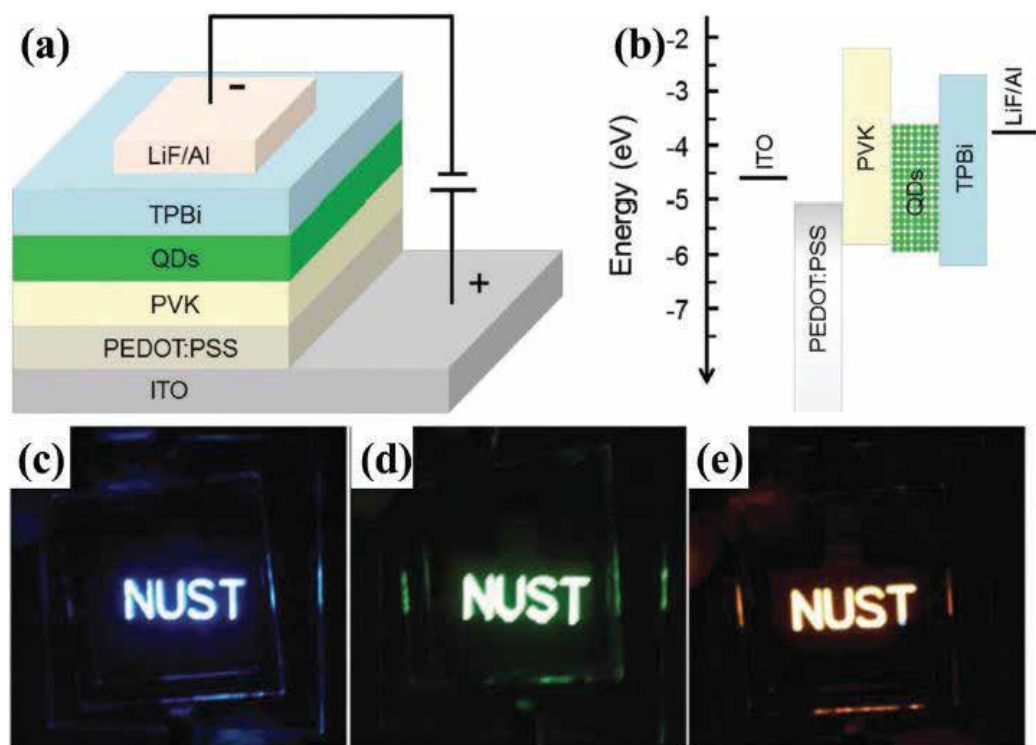 (a)
-
LiF/Al
TPBi
QDs
PVK
PEDOT:PSS
ITO
+
(b)
Energy (eV)
-2
-3
-4
-5
-6
-7
ITO
PEDOT:PSS
PVK
QDs
TPBi
LiF/Al
(c)
NUST
(d)
NUST
(e)
NUST